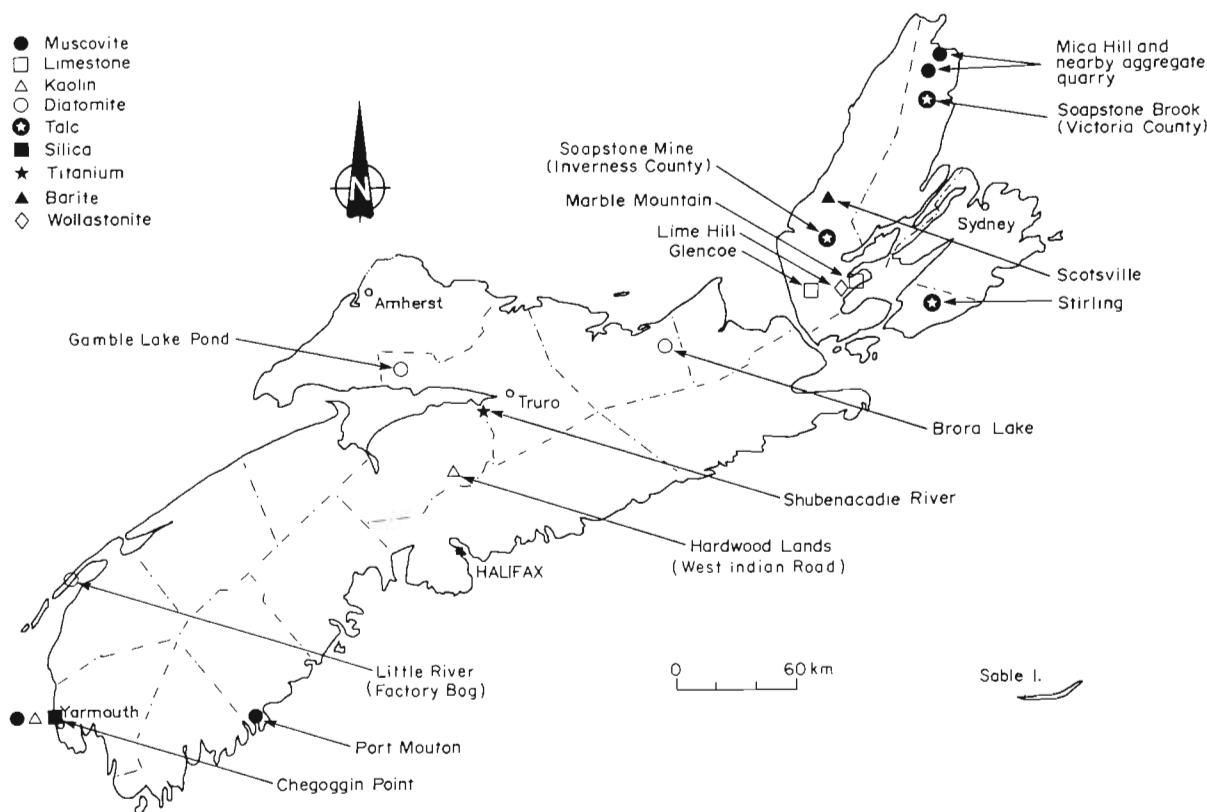 Muscovite
Limestone
Kaolin
Diatomite
Talc
Silica
Titanium
Barite
Wollastonite
N
Mica Hill and
nearby aggregate
quarry
Soapstone Brook
(Victoria County)
Soapstone Mine
(Inverness County)
Marble Mountain
Lime Hill
Glencoe
Sydney
Scotsville
Stirling
Amherst
Gamble Lake Pond
Truro
Brora Lake
Shubenacadie River
Hardwood Lands
(West indian Road)
HALIFAX
Little River
(Factory Bog)
0 60 km
Sable I.
Yarmouth
Port Mouton
Chegoggin Point